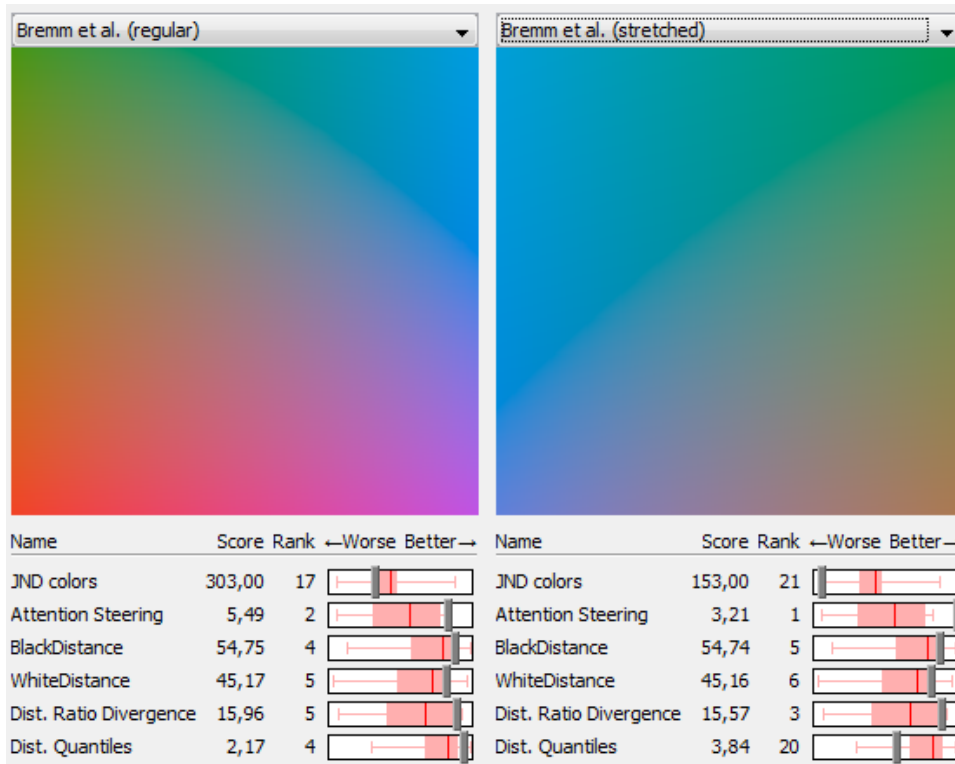 Bremm et al. (regular)
Name Score Rank ←Worse Better→
JND colors 303,00 17
Attention Steering 5,49 2
BlackDistance 54,75 4
WhiteDistance 45,17 5
Dist. Ratio Divergence 15,96 5
Dist. Quantiles 2,17 4
Bremm et al. (stretched)
Name Score Rank ←Worse Better→
JND colors 153,00 21
Attention Steering 3,21 1
BlackDistance 54,74 5
WhiteDistance 45,16 6
Dist. Ratio Divergence 15,57 3
Dist. Quantiles 3,84 20